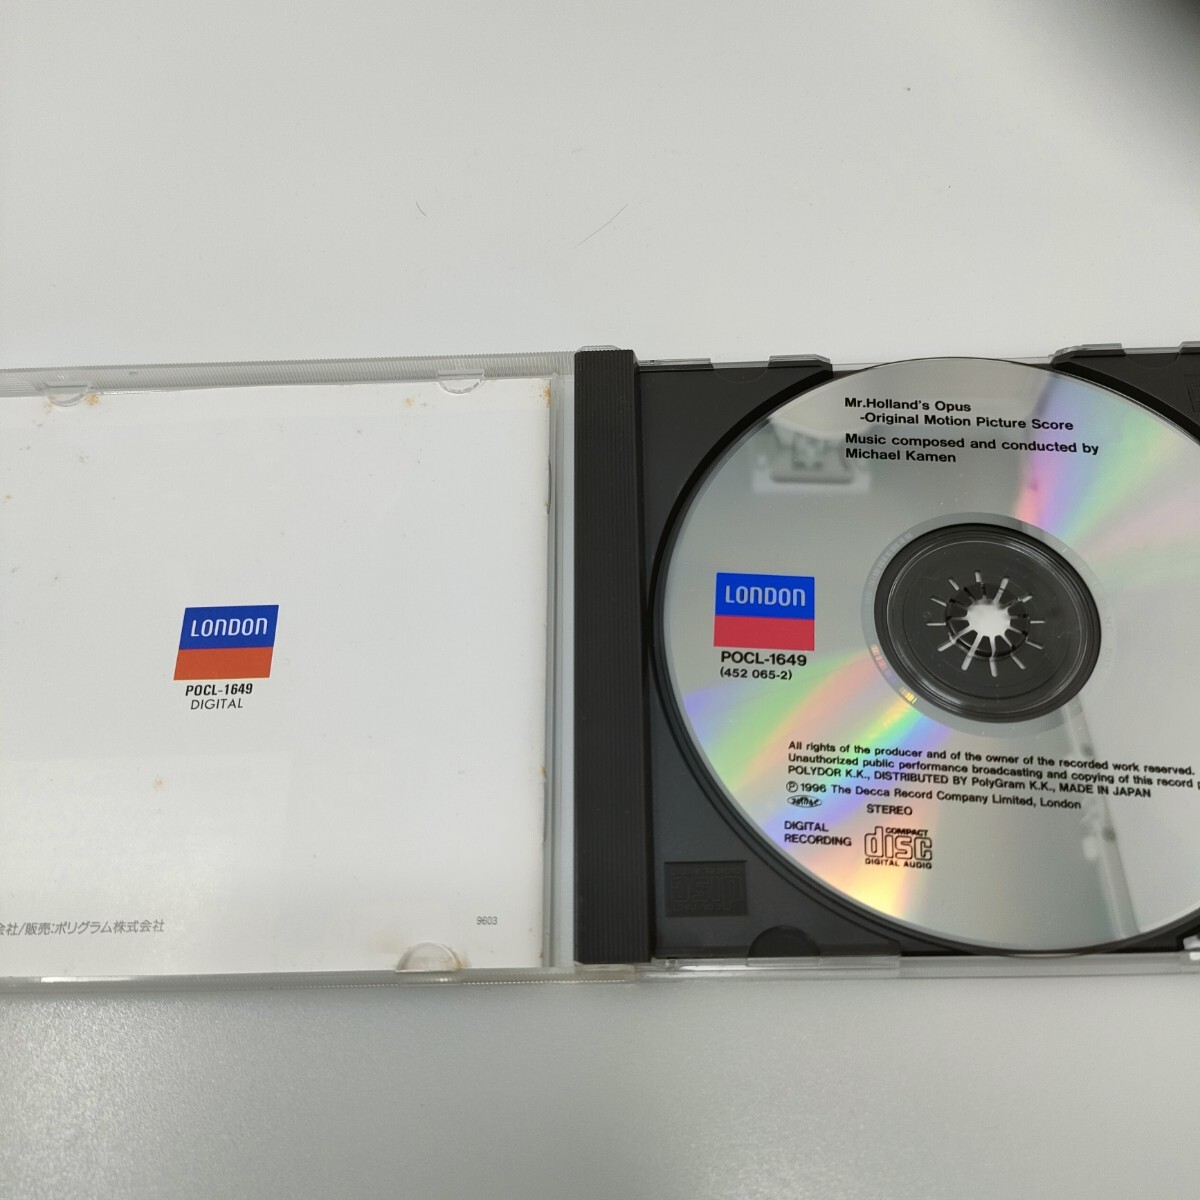 LONDON
POCL-1649
DIGITAL
会社/販売:ポリグラム株式会社
9603
Mr.Holland's Opus
-Original Motion Picture Score
Music composed and conducted by
Michael Kamen
LONDON
POCL-1649
(452 065-2)
All rights of the producer and of the owner of the recorded work reserved.
Unauthorized public performance broadcasting and copying of this record
POLYDOR K.K., DISTRIBUTED BY PolyGram K.K., MADE IN JAPAN
Ⓟ 1996 The Decca Record Company Limited, London
STEREO
DIGITAL
RECORDING
COMPACT
disc
DIGITAL AUDIO